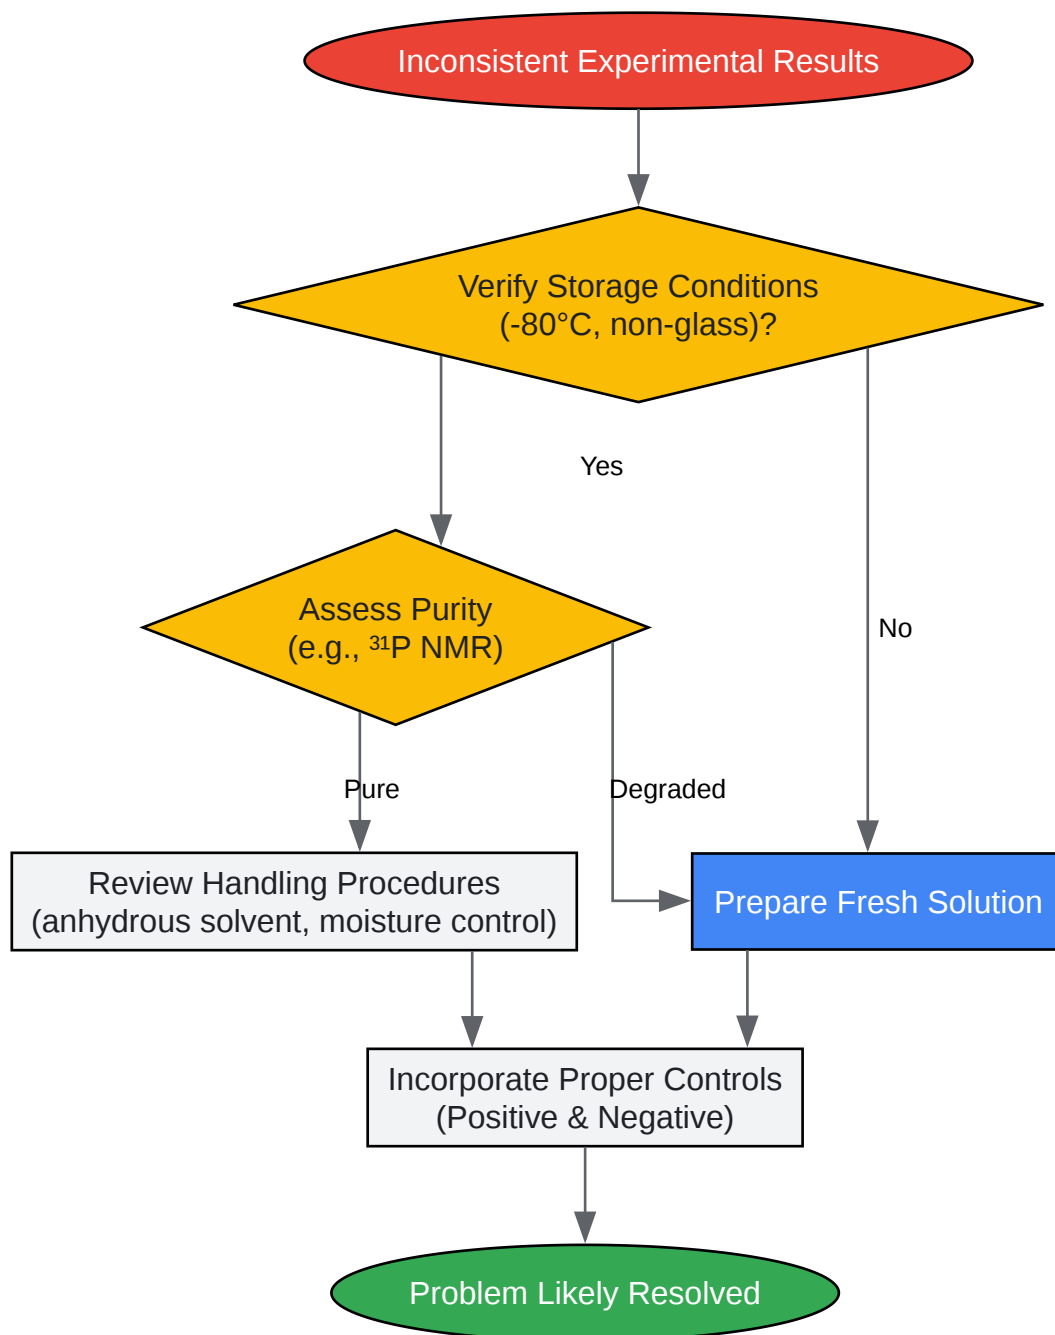 Inconsistent Experimental Results
Verify Storage Conditions
(-80°C, non-glass)?
Yes
Assess Purity
(e.g., ³¹P NMR)
No
Pure
Degraded
Review Handling Procedures
(anhydrous solvent, moisture control)
Prepare Fresh Solution
Incorporate Proper Controls
(Positive & Negative)
Problem Likely Resolved